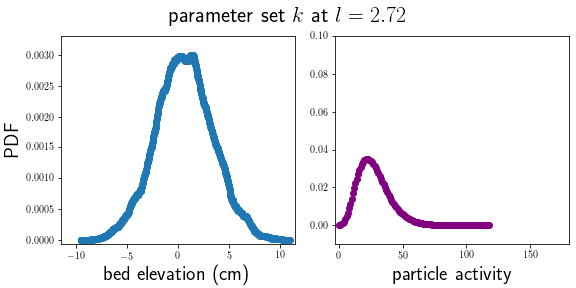 parameter set k at l = 2.72
PDF
0.0030
0.0025
0.0020
0.0015
0.0010
0.0005
0.0000
−10 −5 0 5 10
bed elevation (cm)
0.10
0.08
0.06
0.04
0.02
0.00
0 50 100 150
particle activity